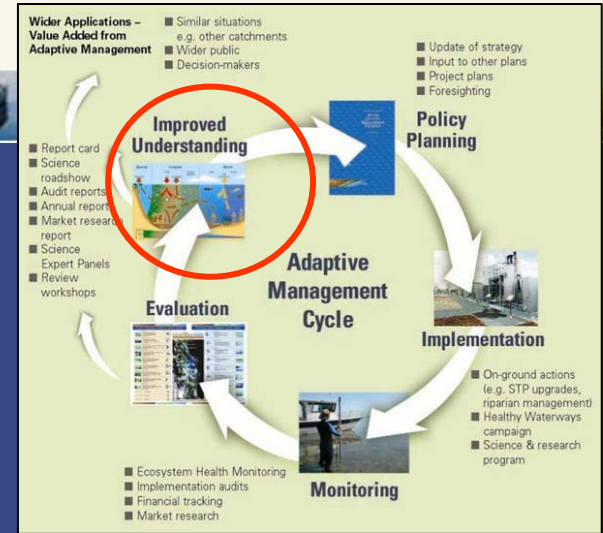 Wider Applications –
Value Added from
Adaptive Management
■ Similar situations
e.g. other catchments
■ Wider public
■ Decision-makers
■ Update of strategy
■ Input to other plans
■ Project plans
■ Foresighting
Improved
Understanding
Policy
Planning
■ Report card
■ Science
roadshow
■ Audit reports
■ Annual report
■ Market research
report
■ Science
Expert Panels
■ Review
workshops
Adaptive
Management
Cycle
Evaluation
Implementation
■ On-ground actions
(e.g. STP upgrades,
riparian management)
■ Healthy Waterways
campaign
■ Science & research
program
■ Ecosystem Health Monitoring
■ Implementation audits
■ Financial tracking
■ Market research
Monitoring